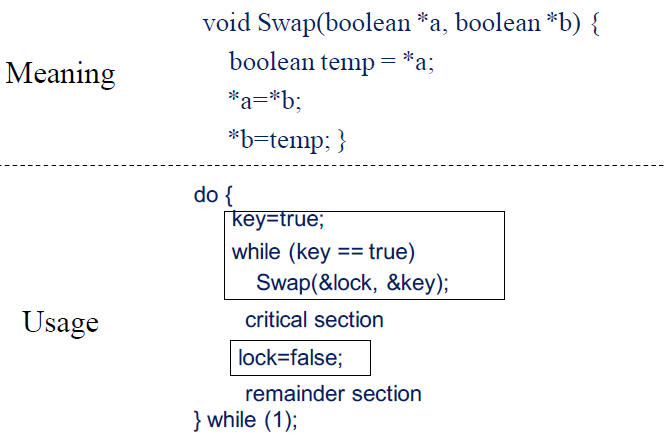 void Swap(boolean *a, boolean *b) {
Meaning
boolean temp = *a;
*a=*b;
*b=temp; }
do {
key=true;
while (key == true)
Swap(&lock, &key);
Usage
critical section
lock=false;
remainder section
} while (1);